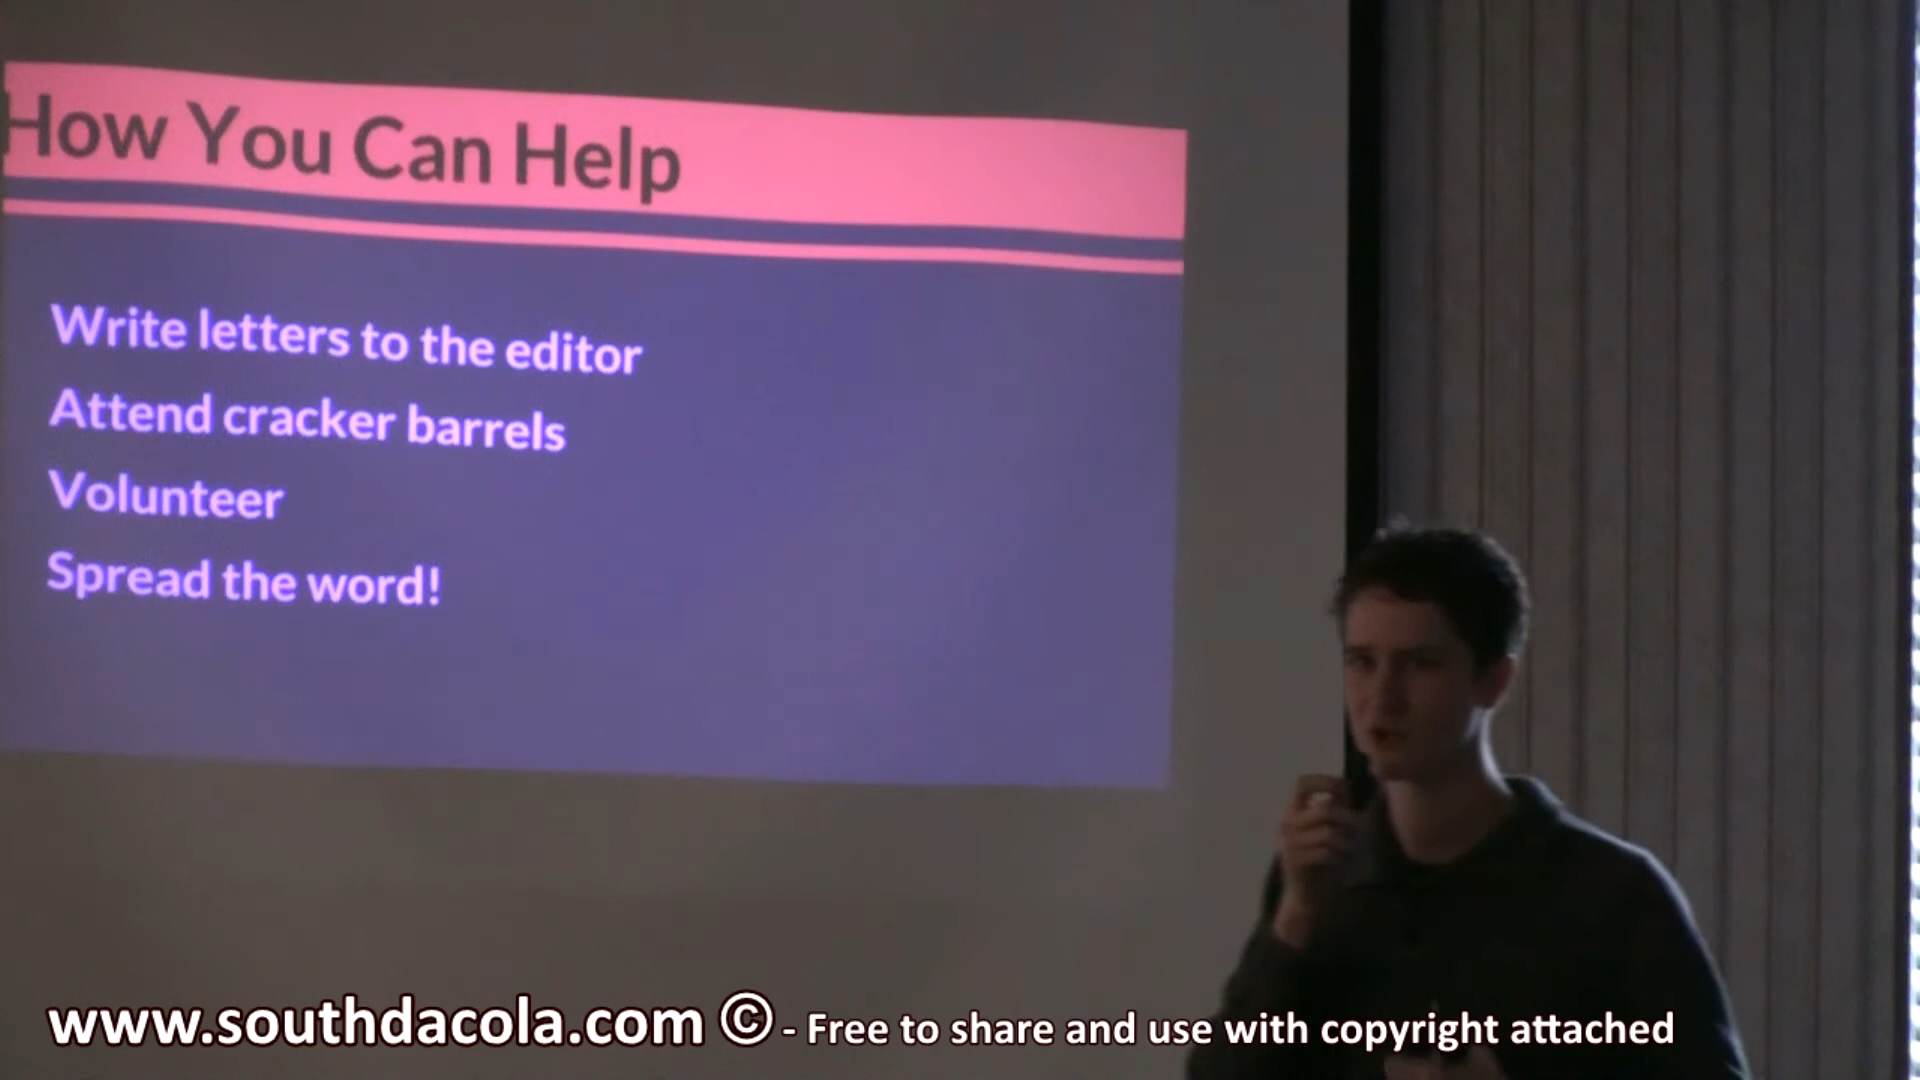 How You Can Help
Write letters to the editor
Attend cracker barrels
Volunteer
Spread the word!
www.southdacola.com © - Free to share and use with copyright attached